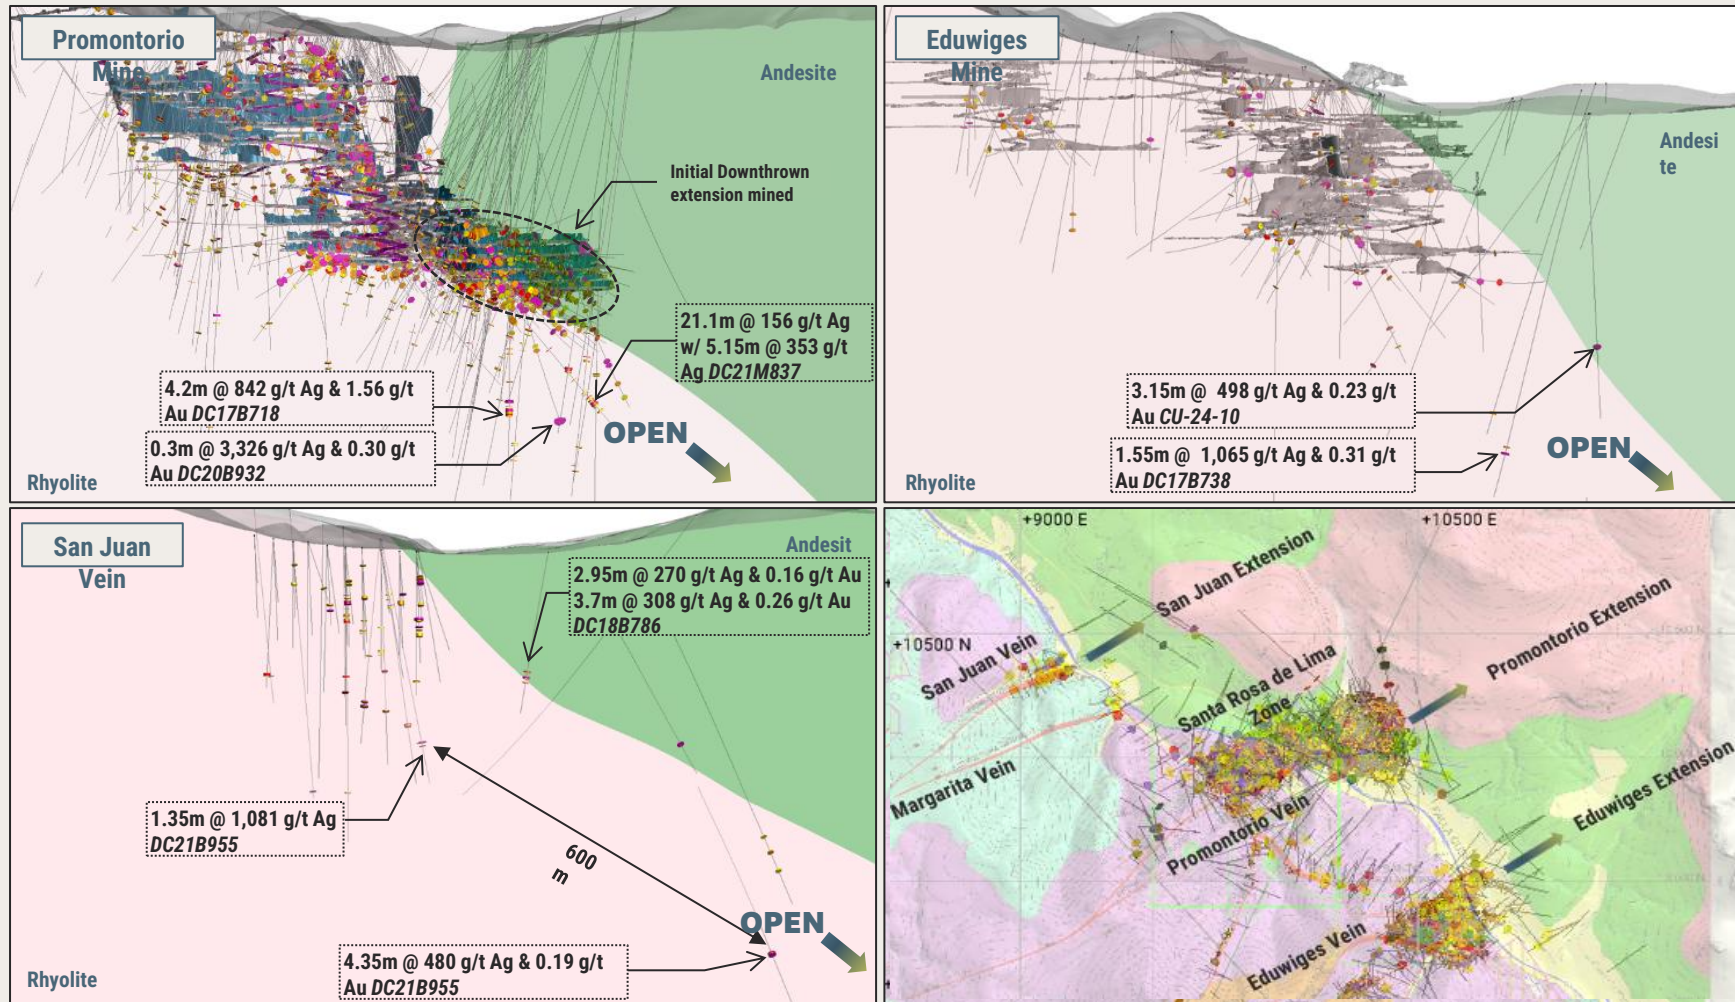 Promontorio
Mine
Andesite
Initial Downthrown
extension mined
21.1m @ 156 g/t Ag
w/ 5.15m @ 353 g/t
Ag DC21M837
4.2m @ 842 g/t Ag & 1.56 g/t
Au DC17B718
0.3m @ 3,326 g/t Ag & 0.30 g/t
Au DC20B932
OPEN
Rhyolite
Eduwiges
Mine
Andesi
te
3.15m @ 498 g/t Ag & 0.23 g/t
Au CU-24-10
1.55m @ 1,065 g/t Ag & 0.31 g/t
Au DC17B738
OPEN
Rhyolite
San Juan
Vein
Andesit
2.95m @ 270 g/t Ag & 0.16 g/t Au
3.7m @ 308 g/t Ag & 0.26 g/t Au
DC18B786
1.35m @ 1,081 g/t Ag
DC21B955
600
m
OPEN
4.35m @ 480 g/t Ag & 0.19 g/t
Au DC21B955
Rhyolite
+9000 E
+10500 E
San Juan Extension
Promontorio Extension
+10500 N
San Juan Vein
Santa Rosa de Lima
Zone
Margarita Vein
Promontorio Vein
Eduwiges Extension
Eduwiges Vein